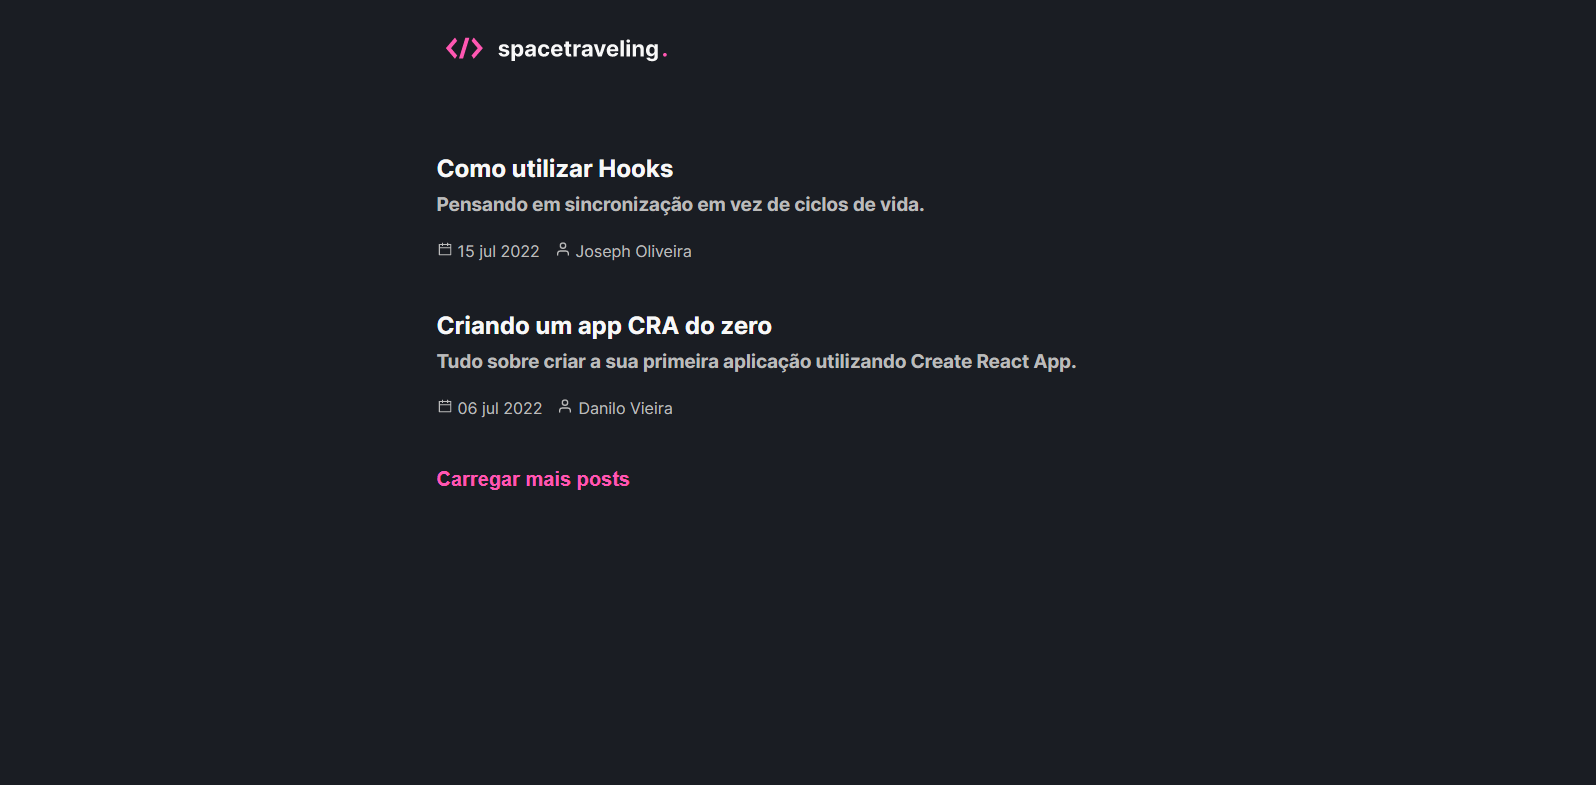 </> spacetraveling.
Como utilizar Hooks
Pensando em sincronização em vez de ciclos de vida.
15 jul 2022 Joseph Oliveira
Criando um app CRA do zero
Tudo sobre criar a sua primeira aplicação utilizando Create React App.
06 jul 2022 Danilo Vieira
Carregar mais posts